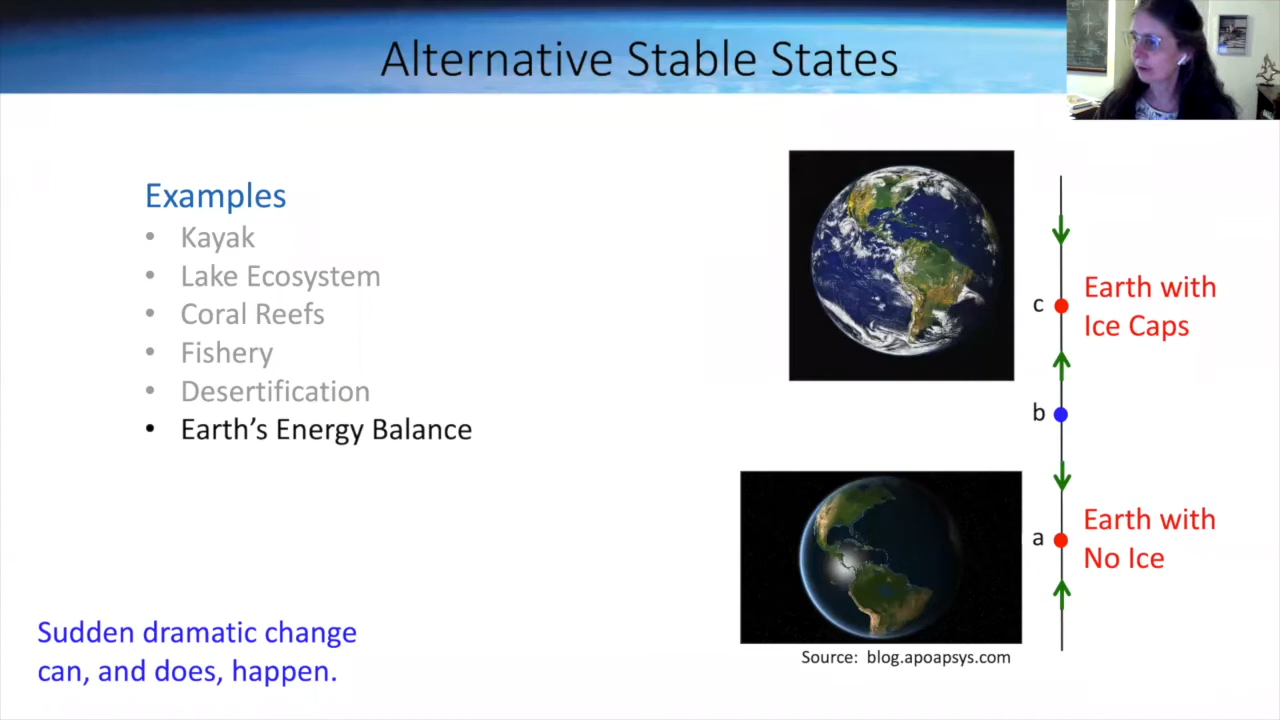 Alternative Stable States
Examples
• Kayak
• Lake Ecosystem
• Coral Reefs
• Fishery
• Desertification
• Earth’s Energy Balance
Sudden dramatic change
can, and does, happen.
c
Earth with
Ice Caps
b
a
Earth with
No Ice
Source: blog.apoapsys.com